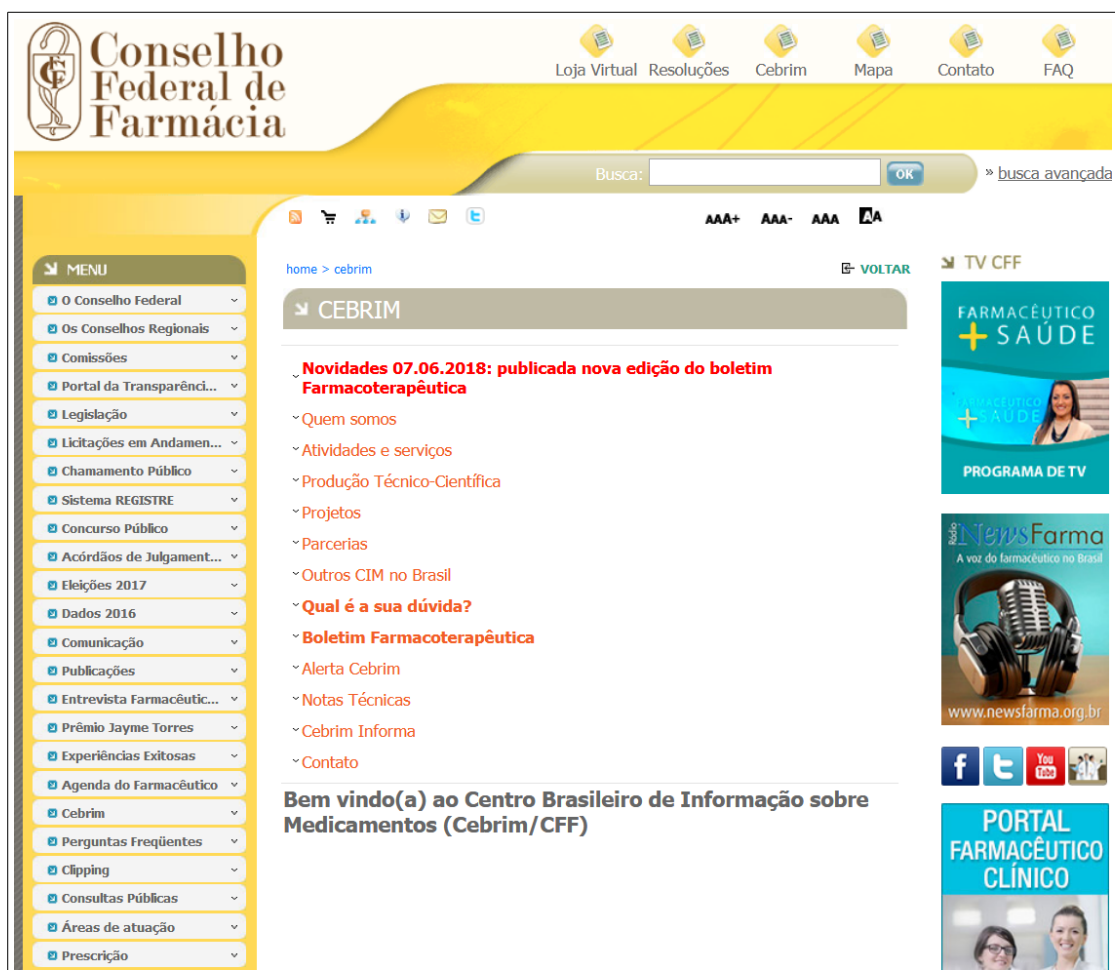 Conselho
Federal de
Farmácia
Loja Virtual
Resoluções
Cebrim
Mapa
Contato
FAQ
Busca:
OK
» busca avançada
AAA+ AAA- AAA AA
MENU
O Conselho Federal
Os Conselhos Regionais
Comissões
Portal da Transparênci...
Legislação
Licitações em Andamen...
Chamamento Público
Sistema REGISTRE
Concurso Público
Acórdãos de Julgament...
Eleições 2017
Dados 2016
Comunicação
Publicações
Entrevista Farmacêutic...
Prêmio Jayme Torres
Experiências Exitosas
Agenda do Farmacêutico
Cebrim
Perguntas Freqüentes
Clipping
Consultas Públicas
Áreas de atuação
Prescrição
home > cebrim
VOLTAR
CEBRIM
Novidades 07.06.2018: publicada nova edição do boletim
Farmacoterapêutica
Quem somos
Atividades e serviços
Produção Técnico-Científica
Projetos
Parcerias
Outros CIM no Brasil
Qual é a sua dúvida?
Boletim Farmacoterapêutica
Alerta Cebrim
Notas Técnicas
Cebrim Informa
Contato
Bem vindo(a) ao Centro Brasileiro de Informação sobre
Medicamentos (Cebrim/CFF)
TV CFF
FARMACÊUTICO
+ SAÚDE
FARMACÊUTICO
+SAÚDE
PROGRAMA DE TV
Rádio
NewsFarma
A voz do farmacêutico no Brasil
www.newsfarma.org.br
You
Tube
PORTAL
FARMACÊUTICO
CLÍNICO